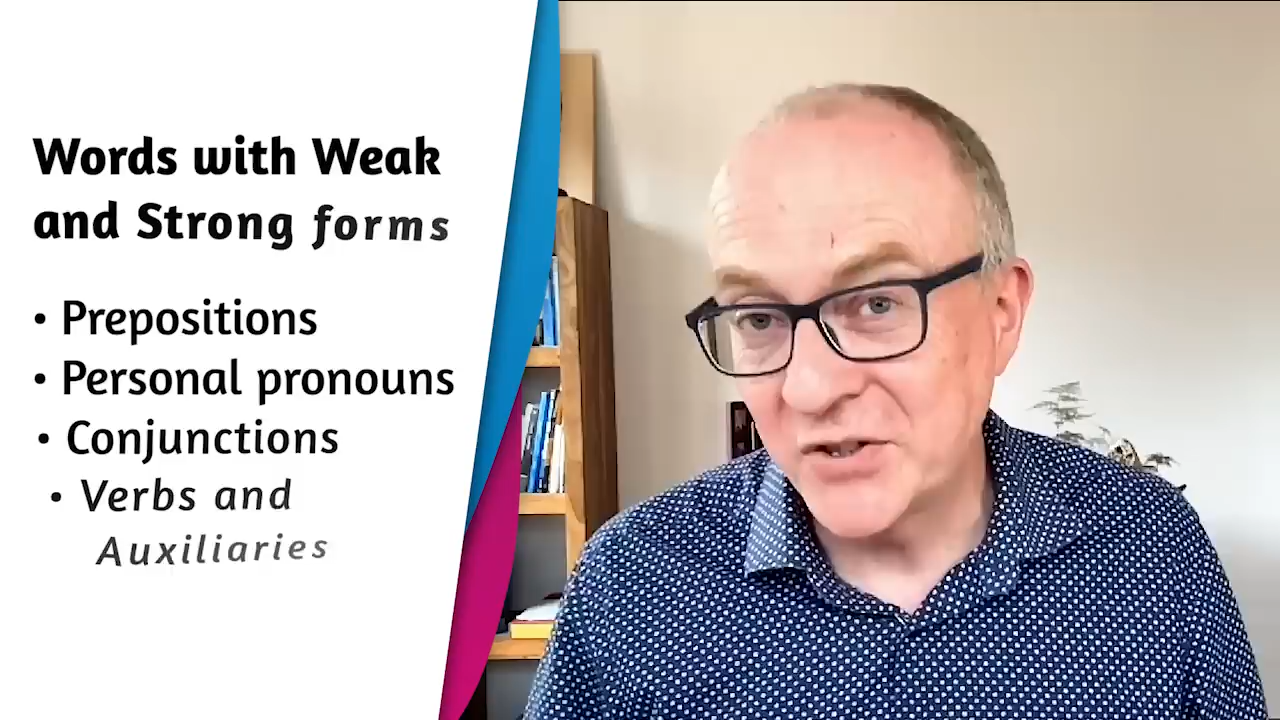 Words with Weak
and Strong forms
• Prepositions
• Personal pronouns
• Conjunctions
• Verbs and
Auxiliaries